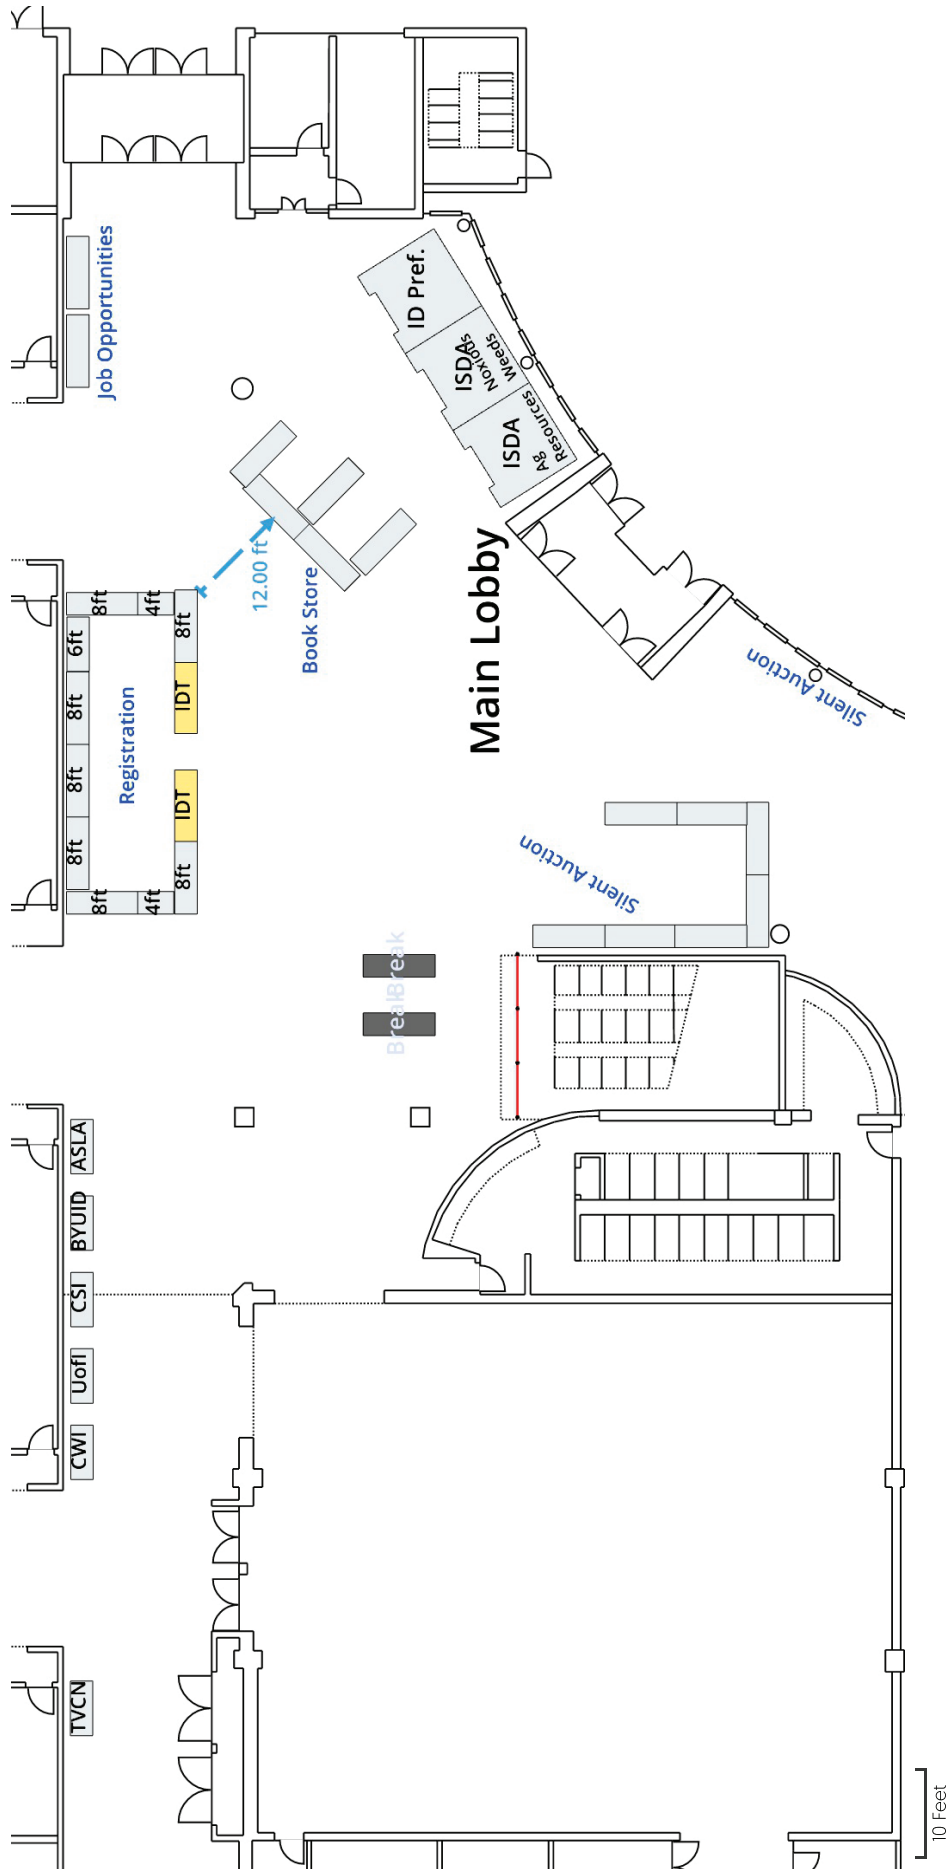 Job Opportunities
ID Pref.
ISDA
Noxious
Weeds
ISDA
Ag
Resources
12.00 ft
Book Store
Main Lobby
8ft
4ft
8ft
6ft
IDT
8ft
Registration
8ft
IDT
8ft
8ft
8ft
4ft
Silent Auction
Silent Auction
Break
Break
ASLA
BYUID
CSI
UofI
CWI
TVCN
10 Feet